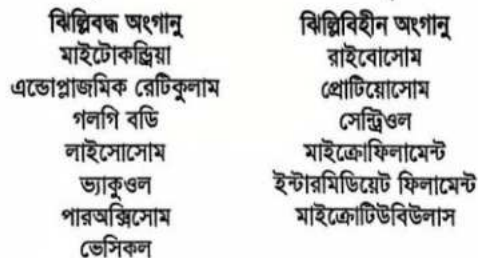 ঝিল্লিবদ্ধ অংগানু
মাইটোকন্ড্রিয়া
এন্ডোপ্লাজমিক রেটিকুলাম
গলগি বডি
লাইসোসোম
ভ্যাকুওল
পারঅক্সিসোম
ভেসিকল
ঝিল্লিবিহীন অংগানু
রাইবোসোম
প্রোটিয়োসোম
সেন্ট্রিওল
মাইক্রোফিলামেন্ট
ইন্টারমিডিয়েট ফিলামেন্ট
মাইক্রোটিউবিউলাস